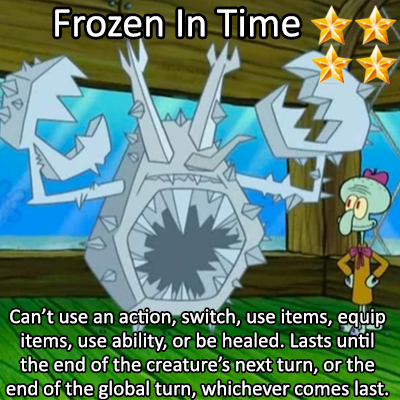 Frozen In Time
Can't use an action, switch, use items, equip
items, use ability, or be healed. Lasts until
the end of the creature's next turn, or the
end of the global turn, whichever comes last.